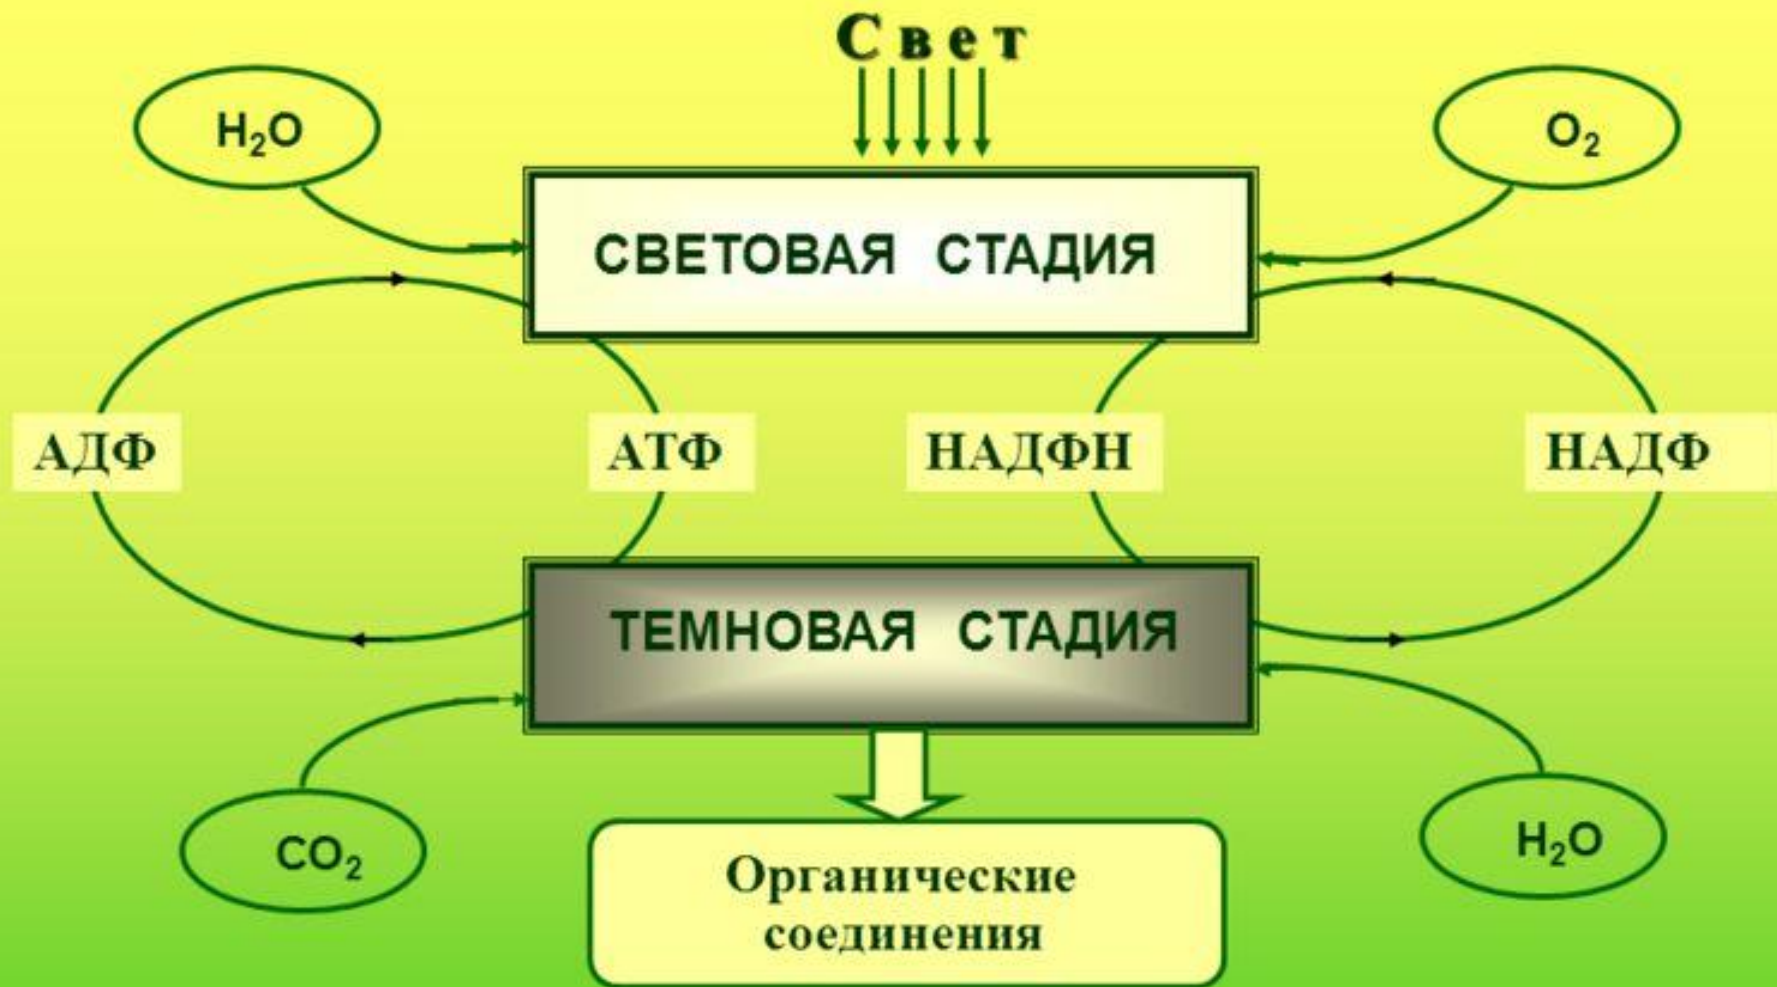 Свет
H₂O
O₂
СВЕТОВАЯ СТАДИЯ
АДФ
АТФ
НАДФН
НАДФ
ТЕМНОВАЯ СТАДИЯ
CO₂
H₂O
Органические
соединения